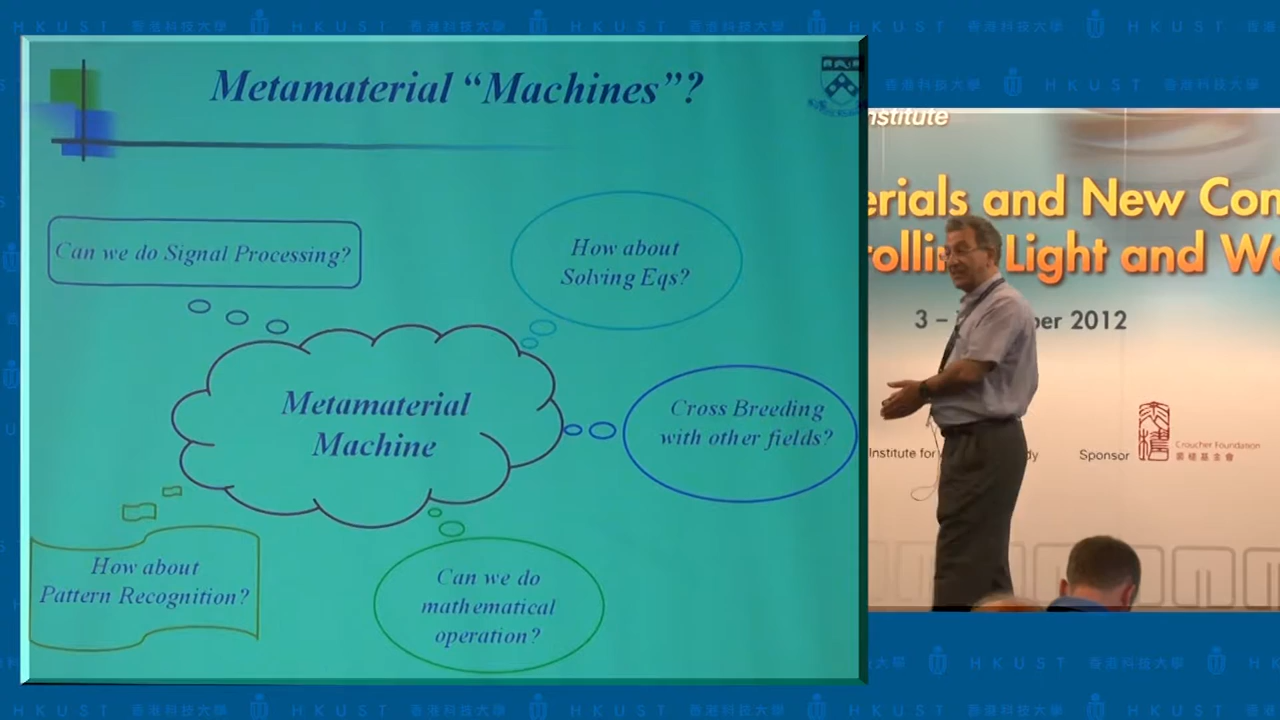 HKUST 香港科技大學
Metamaterial “Machines”?
Can we do Signal Processing?
How about
Solving Eqs?
Metamaterial
Machine
Cross Breeding
with other fields?
How about
Pattern Recognition?
Can we do
mathematical
operation?
nstitute
erials and New Con
rolli Light and W
3 – ber 2012
Institute for dy
Sponsor
Croucher Foundation
裘槎基金會